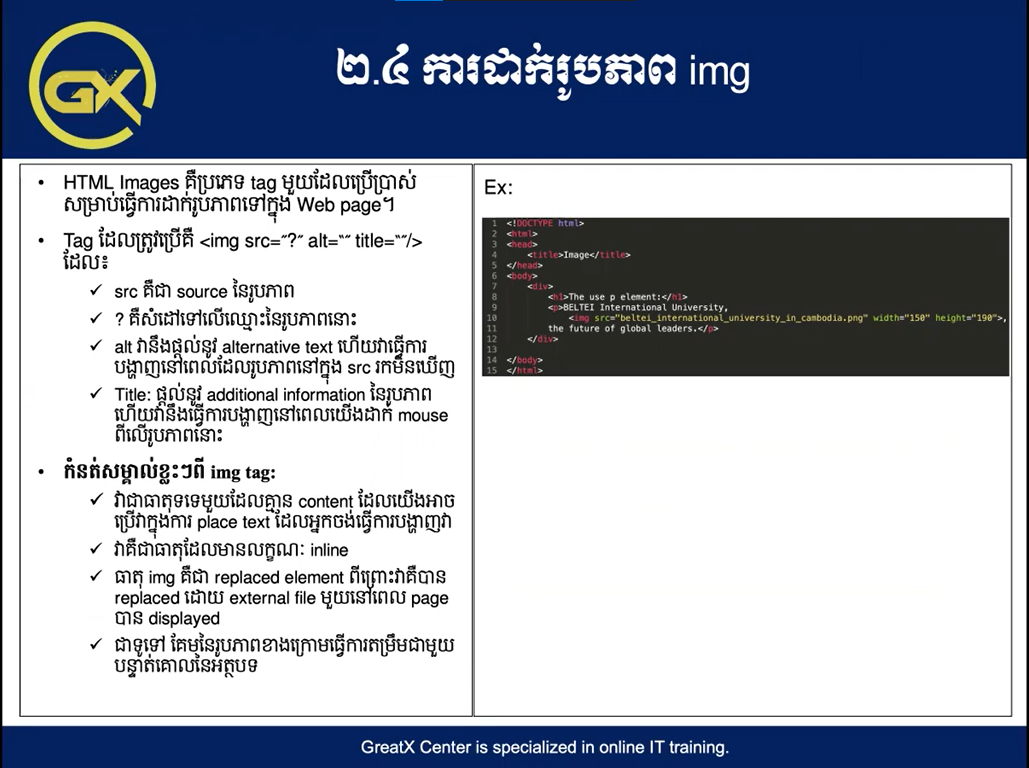 GX
២.៤ ការដាក់រូបភាព img
• HTML Images គឺប្រភេទ tag មួយដែលប្រើប្រាស់
សម្រាប់ធ្វើការដាក់រូបភាពទៅក្នុង Web page។
• Tag ដែលត្រូវប្រើគឺ <img src=″?″ alt=“″ title=“″/>
ដែល៖
✓ src គឺជា source នៃរូបភាព
✓ ? គឺសំដៅទៅលើឈ្មោះនៃរូបភាពនោះ
✓ alt វានឹងផ្តល់នូវ alternative text ហើយវាធ្វើការ
បង្ហាញនៅពេលដែលរូបភាពនៅក្នុង src រកមិនឃើញ
✓ Title: ផ្តល់នូវ additional information នៃរូបភាព
ហើយវានឹងធ្វើការបង្ហាញនៅពេលយើងដាក់ mouse
ពីលើរូបភាពនោះ
• កំនត់សម្គាល់ខ្លះៗពី img tag:
✓ វាជាធាតុទទេមួយដែលគ្មាន content ដែលយើងអាច
ប្រើវាក្នុងការ place text ដែលអ្នកចង់ធ្វើការបង្ហាញវា
✓ វាគឺជាធាតុដែលមានលក្ខណៈ inline
✓ ធាតុ img គឺជា replaced element ពីព្រោះវាគឺបាន
replaced ដោយ external file មួយនៅពេល page
បាន displayed
✓ ជាទូទៅ គែមនៃរូបភាពខាងក្រោមធ្វើការតម្រឹមជាមួយ
បន្ទាត់គោលនៃអត្ថបទ
Ex:
1 <!DOCTYPE html>
2 <html>
3 <head>
4 <title>Image</title>
5 </head>
6 <body>
7 <div>
8 <h1>The use p element:</h1>
9 <p>BELTEI International University,
10 <img src="beltei_international_university_in_cambodia.png" width="150" height="190">,
11 the future of global leaders.</p>
12 </div>
13
14 </body>
15 </html>
GreatX Center is specialized in online IT training.